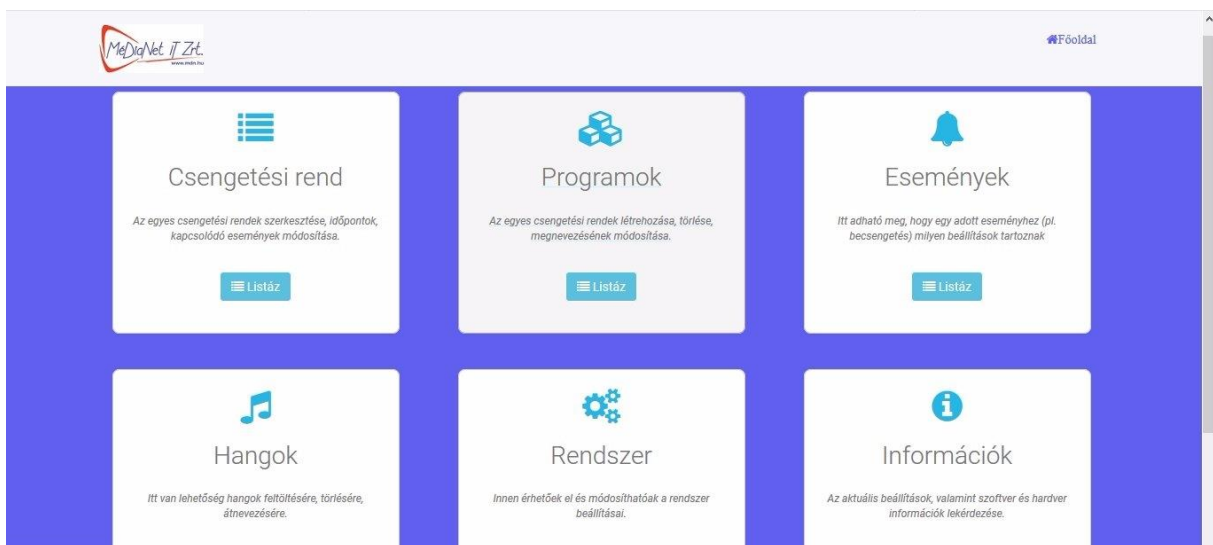 MeDiaNet iT Zrt.
www.mdn.hu
Főoldal
Csengetési rend
Az egyes csengetési rendek szerkesztése, időpontok,
kapcsolódó események módosítása.
Listáz
Programok
Az egyes csengetési rendek létrehozása, törlése,
megnevezésének módosítása.
Listáz
Események
Itt adható meg, hogy egy adott eseményhez (pl.
becsengetés) milyen beállítások tartoznak
Listáz
Hangok
Itt van lehetőség hangok feltöltésére, törlésére,
átnevezésére.
Rendszer
Innen érhetőek el és módosíthatóak a rendszer
beállításai.
Információk
Az aktuális beállítások, valamint szoftver és hardver
információk lekérdezése.